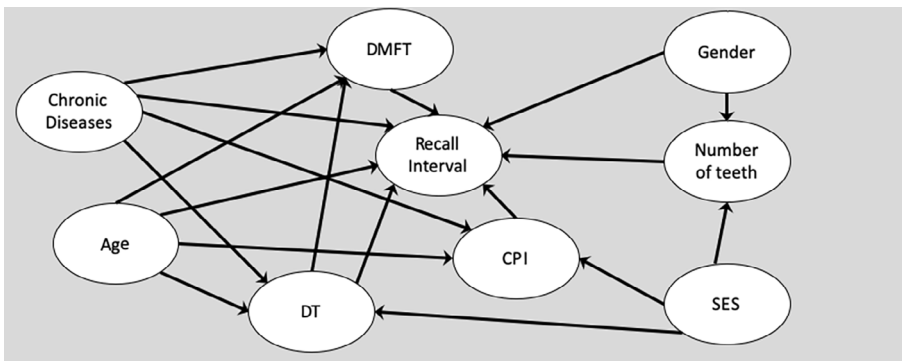 DMFT
Gender
Chronic
Diseases
Recall
Interval
Number
of teeth
Age
CPI
DT
SES